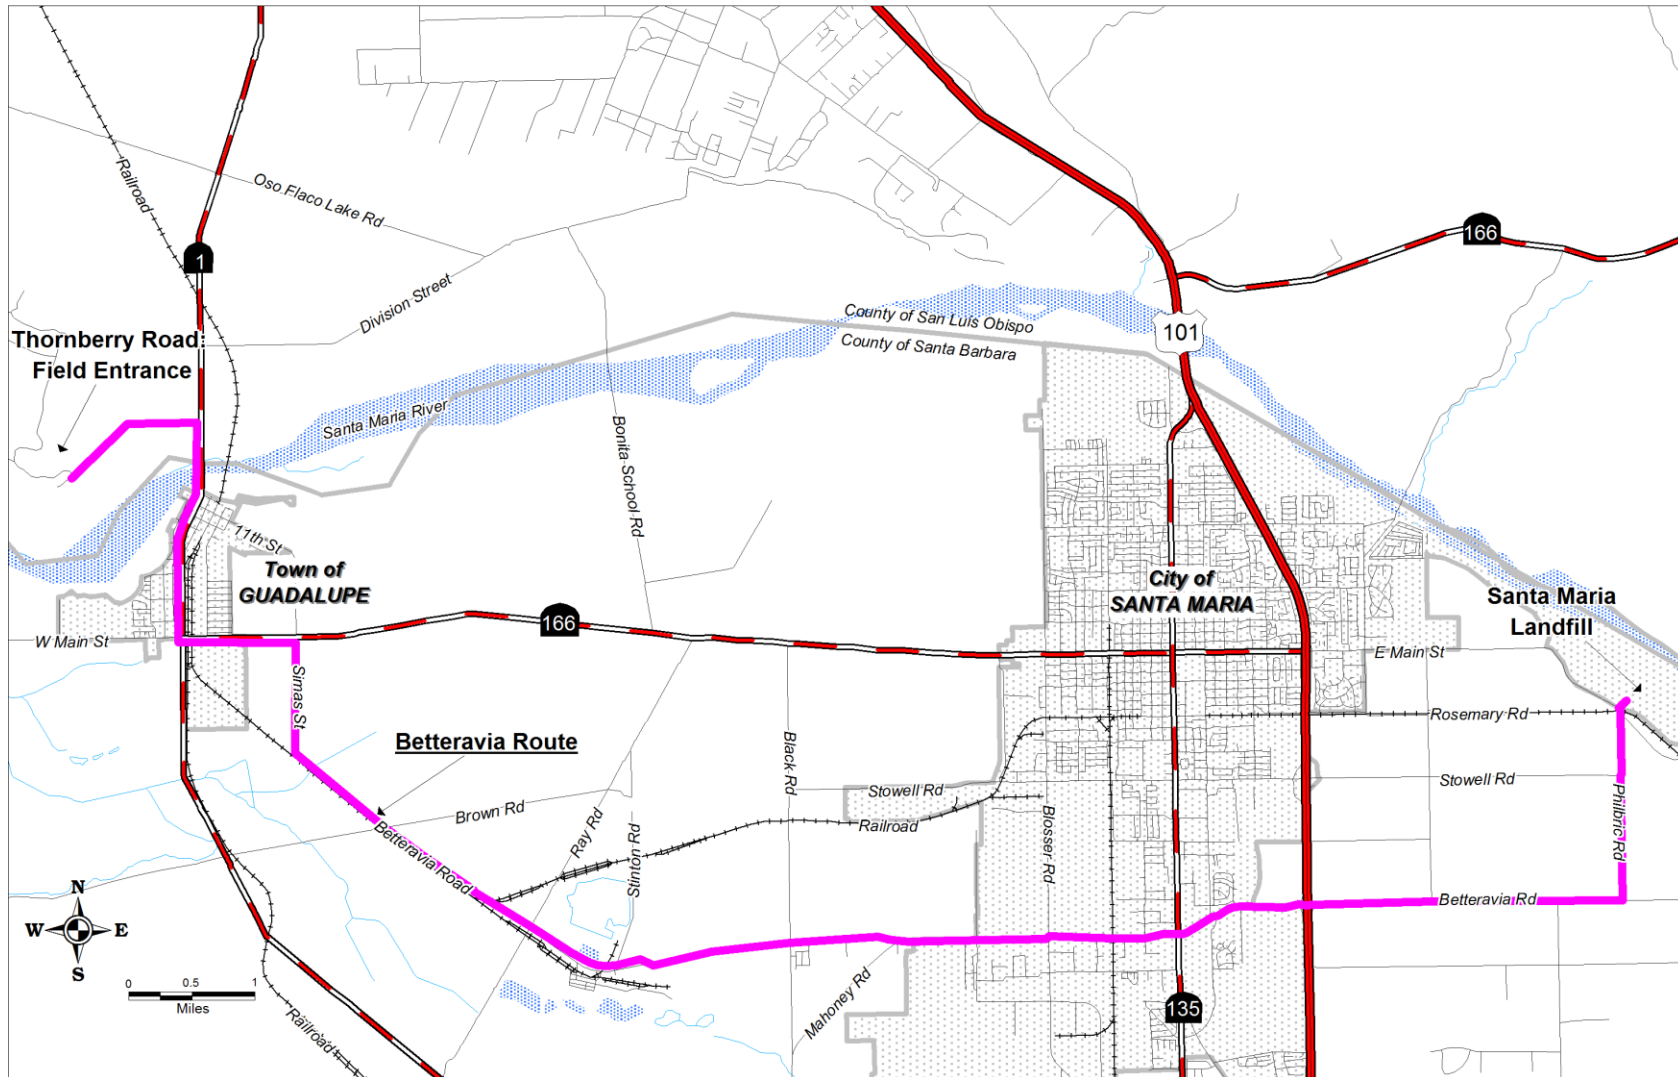 166
Oso Flaco Lake Rd
Railroad
1
Division Street
County of San Luis Obispo
County of Santa Barbara
101
Thornberry Road
Field Entrance
Santa Maria River
Bonita School Rd
11th St
Town of
GUADALUPE
City of
SANTA MARIA
Santa Maria
Landfill
166
W Main St
E Main St
Simas St
Rosemary Rd
Betteravia Route
Black Rd
Stowell Rd
Stowell Rd
Brown Rd
Ray Rd
Railroad
Stinton Rd
Blosser Rd
Philbric Rd
Betteravia Road
Betteravia Rd
N
W
E
S
0
0.5
1
Miles
Mahoney Rd
135
Railroad